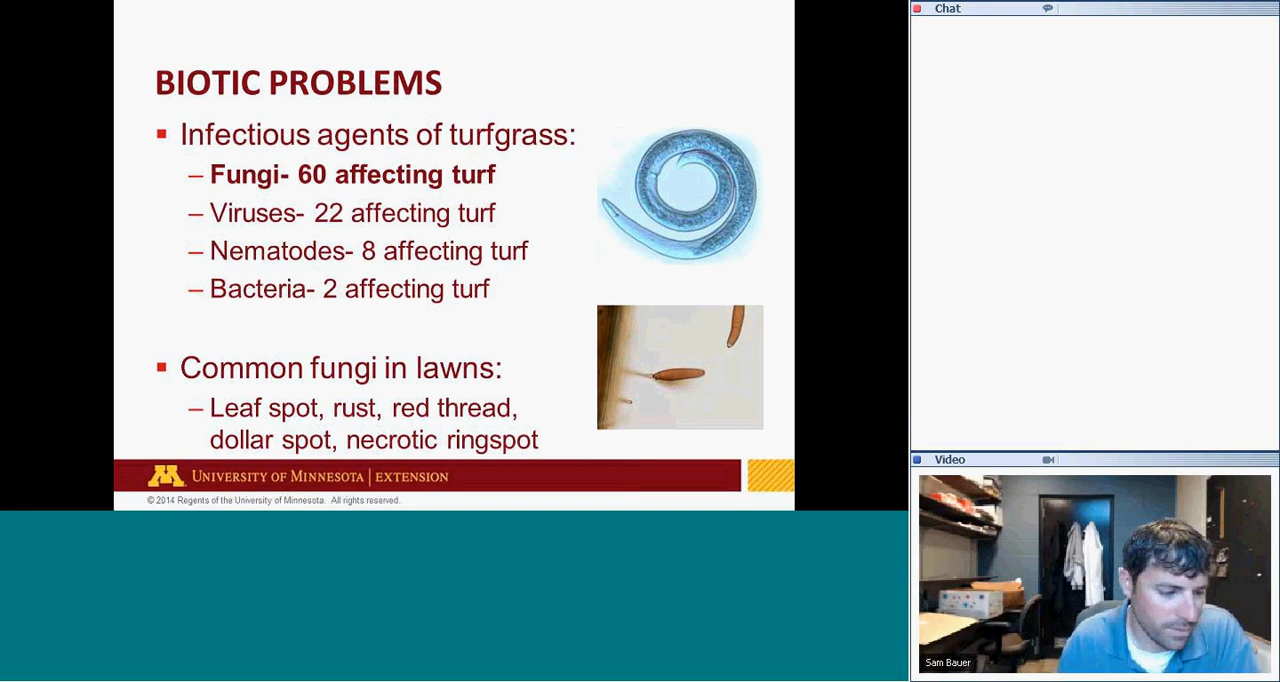 BIOTIC PROBLEMS
Infectious agents of turfgrass:
– Fungi- 60 affecting turf
– Viruses- 22 affecting turf
– Nematodes- 8 affecting turf
– Bacteria- 2 affecting turf
Common fungi in lawns:
– Leaf spot, rust, red thread,
dollar spot, necrotic ringspot
UNIVERSITY OF MINNESOTA | EXTENSION
© 2014 Regents of the University of Minnesota. All rights reserved.
Chat
Video
Sam Bauer